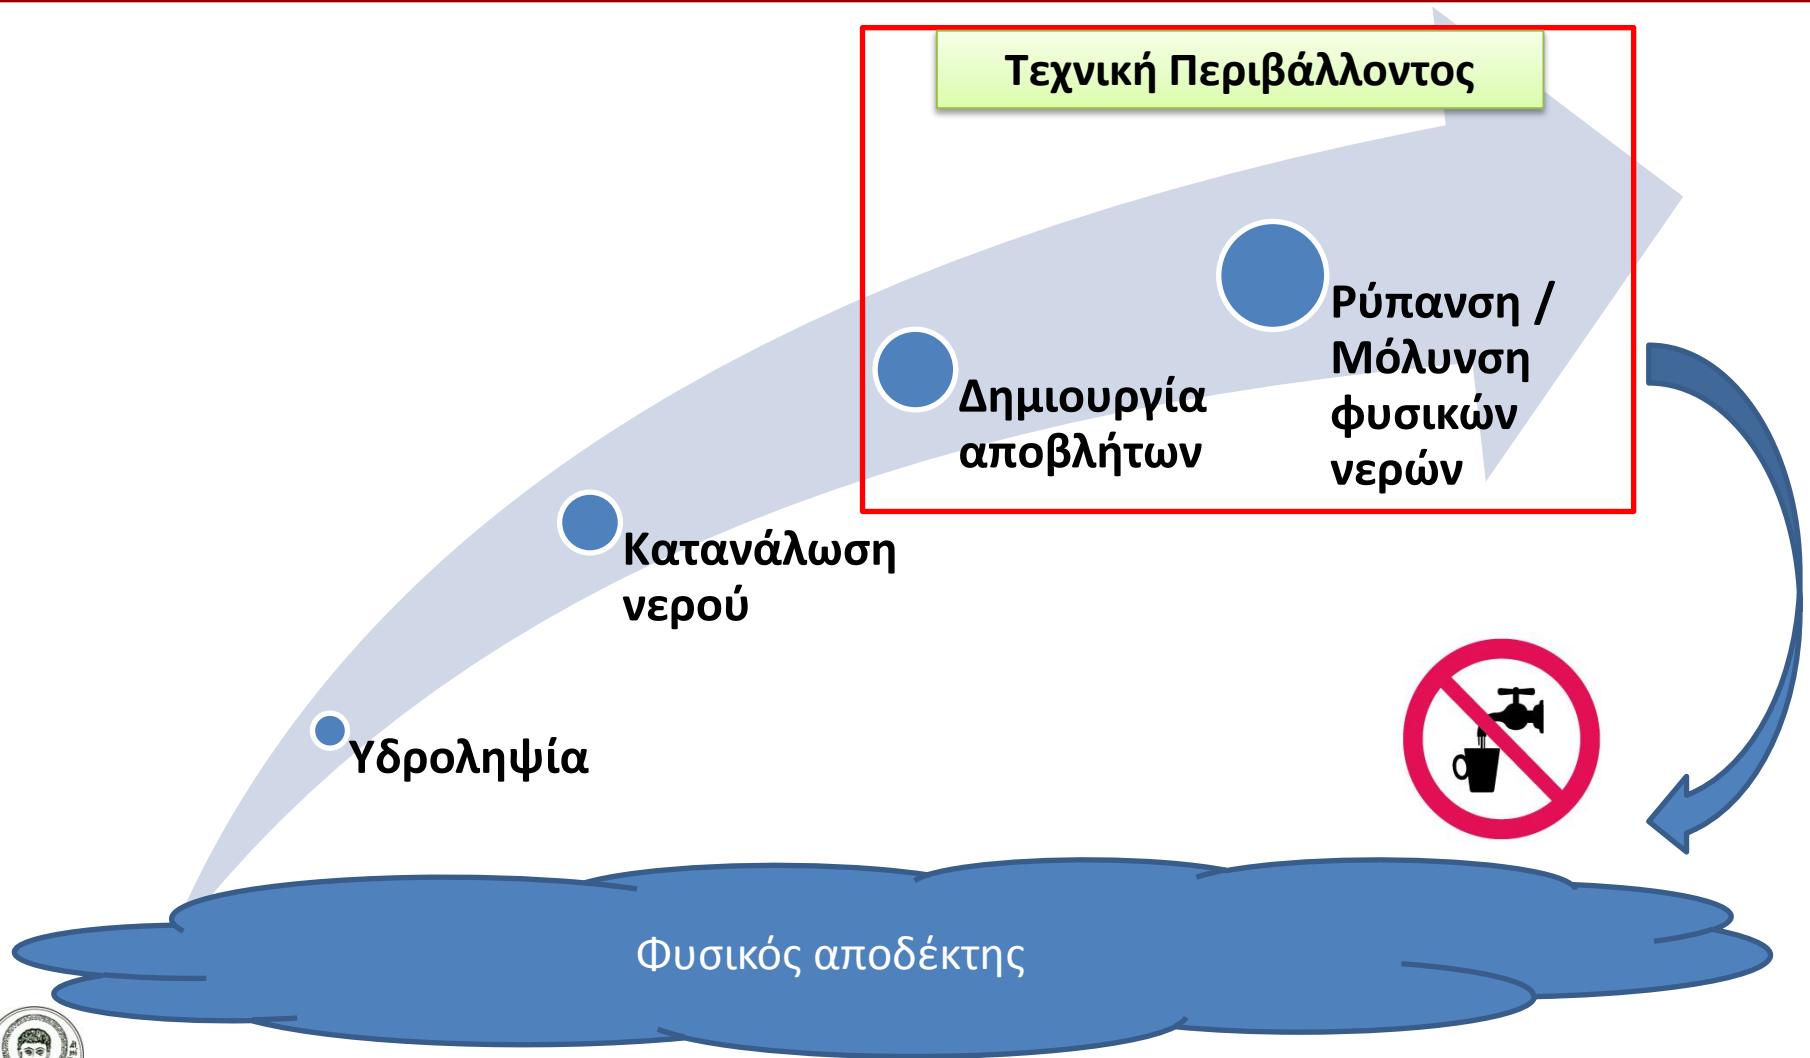 Τεχνική Περιβάλλοντος
Ρύπανση /
Μόλυνση
φυσικών
νερών
Δημιουργία
αποβλήτων
Κατανάλωση
νερού
Υδροληψία
Φυσικός αποδέκτης